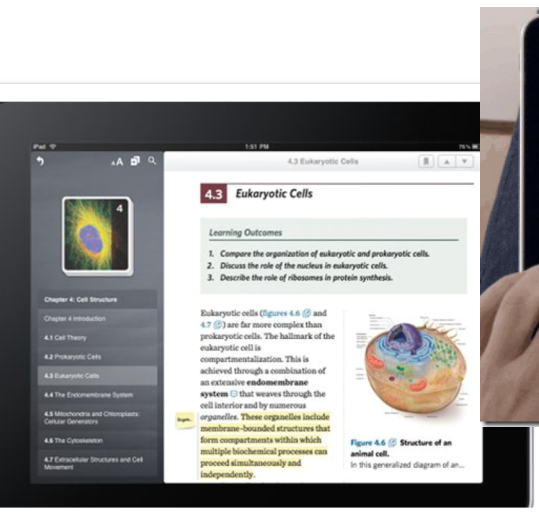 iPad
1:51 PM
AA
4.3 Eukaryotic Cells
4
Chapter 4: Cell Structure
Chapter 4 Introduction
4.1 Cell Theory
4.2 Prokaryotic Cells
4.3 Eukaryotic Cells
4.4 The Endomembrane System
4.5 Mitochondria and Chloroplasts:
Cellular Generators
4.6 The Cytoskeleton
4.7 Extracellular Structures and Cell
Movement
4.3 Eukaryotic Cells
Learning Outcomes
1. Compare the organization of eukaryotic and prokaryotic cells.
2. Discuss the role of the nucleus in eukaryotic cells.
3. Describe the role of ribosomes in protein synthesis.
Eukaryotic cells (figures 4.6 and
4.7) are far more complex than
prokaryotic cells. The hallmark of the
eukaryotic cell is
compartmentalization. This is
achieved through a combination of
an extensive endomembrane
system that weaves through the
cell interior and by numerous
organelles. These organelles include
membrane-bounded structures that
form compartments within which
multiple biochemical processes can
proceed simultaneously and
independently.
Figure 4.6 Structure of an
animal cell.
In this generalized diagram of an...